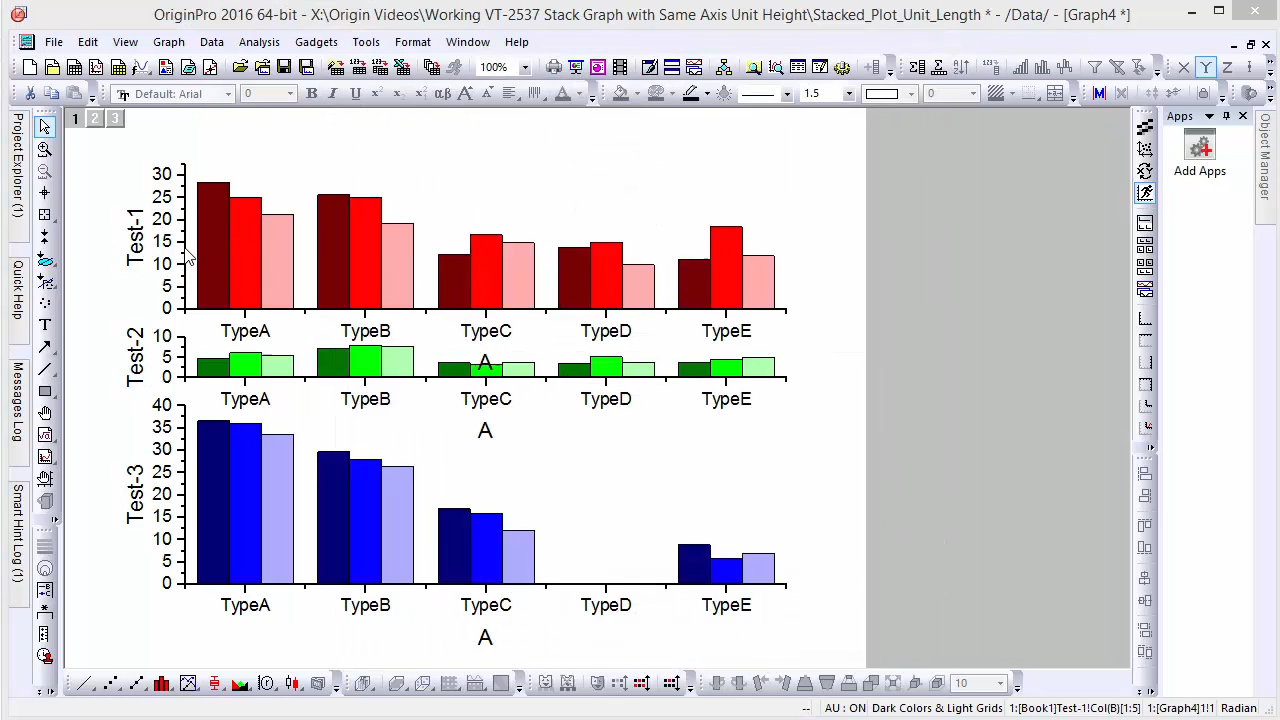 OriginPro 2016 64-bit - X:\Origin Videos\Working VT-2537 Stack Graph with Same Axis Unit Height\Stacked_Plot_Unit_Length * - /Data/ - [Graph4 *]
File Edit View Graph Data Analysis Gadgets Tools Format Window Help
100%
Default: Arial 0 B I U αβ A A 1.5 0
Project Explorer (1)
Quick Help
Messages Log
Smart Hint Log (1)
1 2 3
Apps
Add Apps
Object Manager
Test-1
30
25
20
15
10
5
0
TypeA TypeB TypeC TypeD TypeE
A
Test-2
10
5
0
TypeA TypeB TypeC TypeD TypeE
A
Test-3
40
35
30
25
20
15
10
5
0
TypeA TypeB TypeC TypeD TypeE
A
10
-- AU : ON Dark Colors & Light Grids 1:[Book1]Test-1!Col(B)[1:5] 1:[Graph4]1!1 Radian